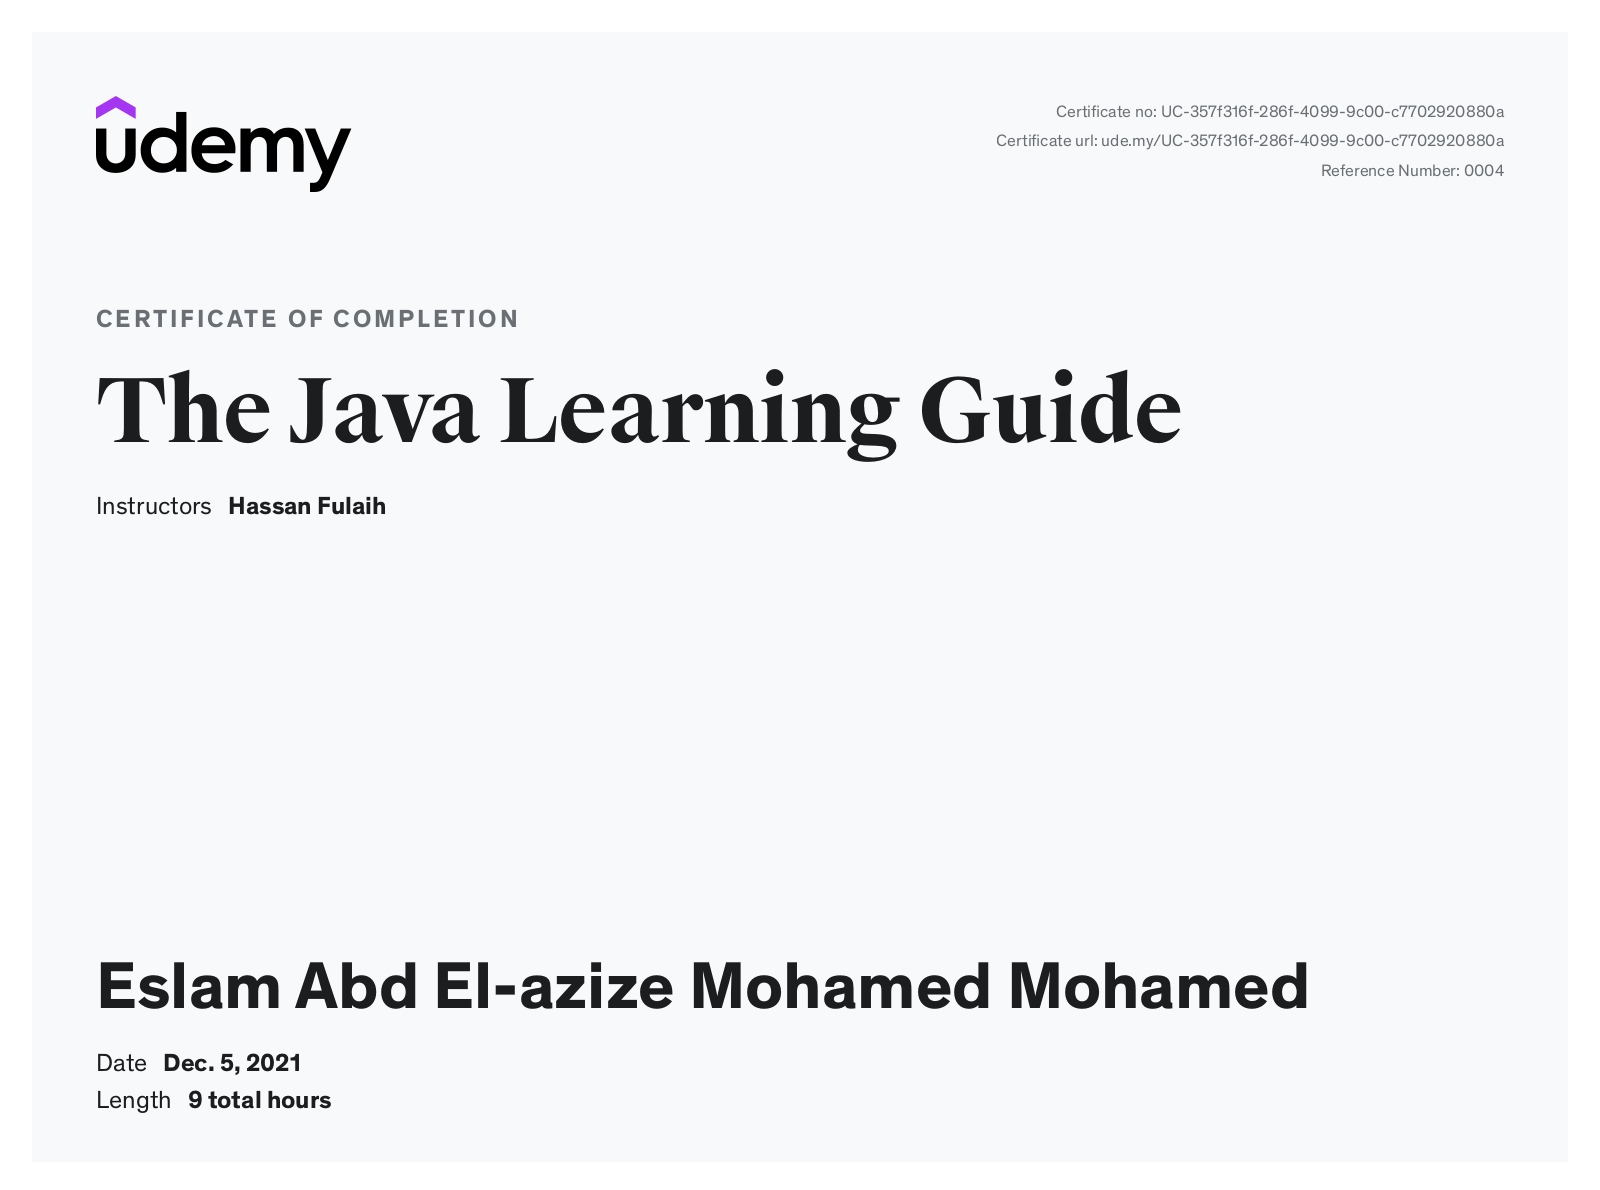 udemy
Certificate no: UC-357f316f-286f-4099-9c00-c7702920880a
Certificate url: ude.my/UC-357f316f-286f-4099-9c00-c7702920880a
Reference Number: 0004
CERTIFICATE OF COMPLETION
The Java Learning Guide
Instructors Hassan Fulaih
Eslam Abd El-azize Mohamed Mohamed
Date Dec. 5, 2021
Length 9 total hours